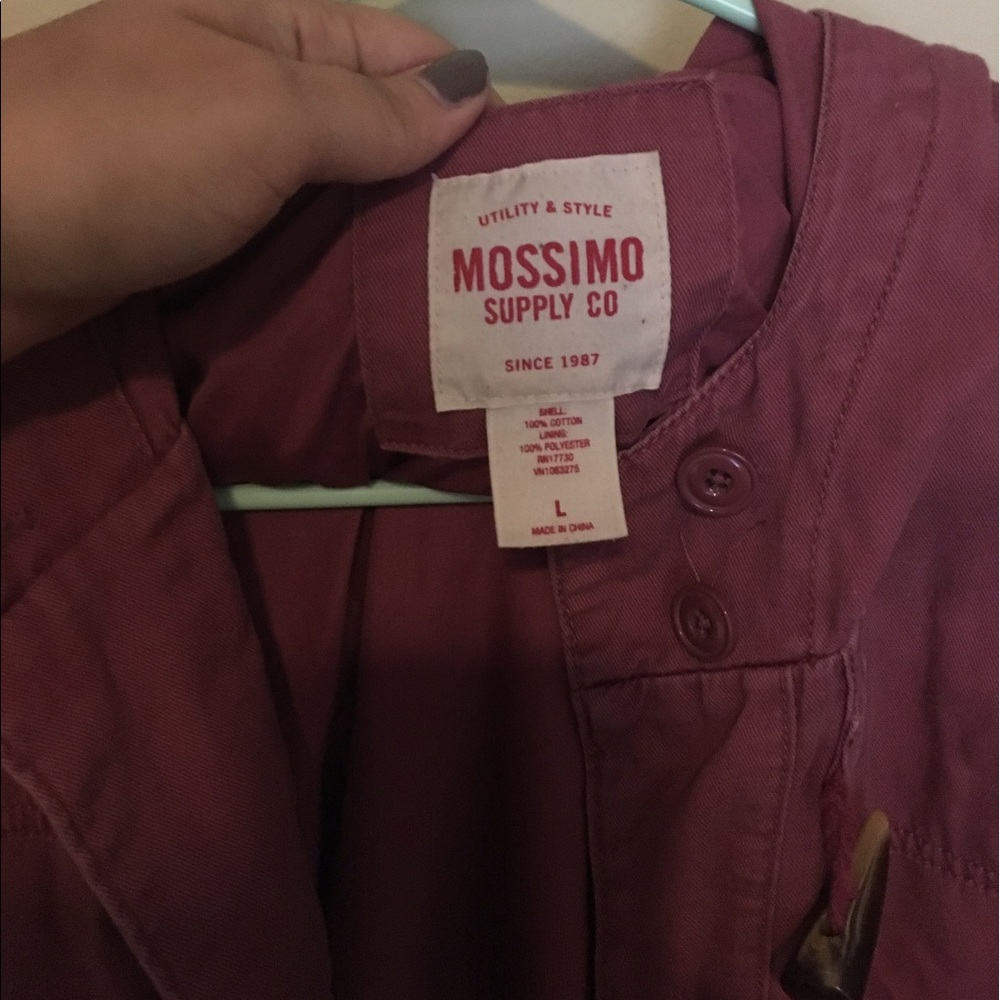 UTILITY & STYLE
MOSSIMO
SUPPLY CO
SINCE 1987
SHELL:
100% COTTON
LINING:
100% POLYESTER
RN17730
VN1083275
L
MADE IN CHINA